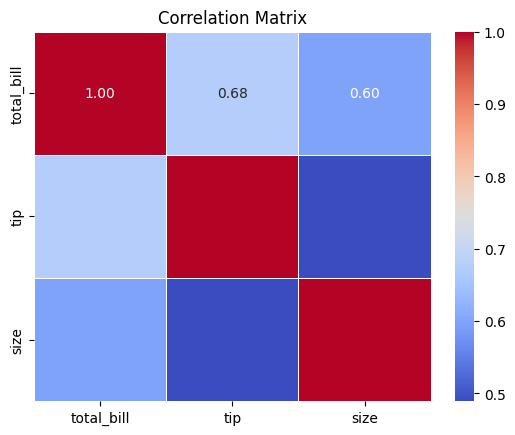 Correlation Matrix
total_bill
1.00 0.68 0.60
tip
size
total_bill tip size
1.0
0.9
0.8
0.7
0.6
0.5